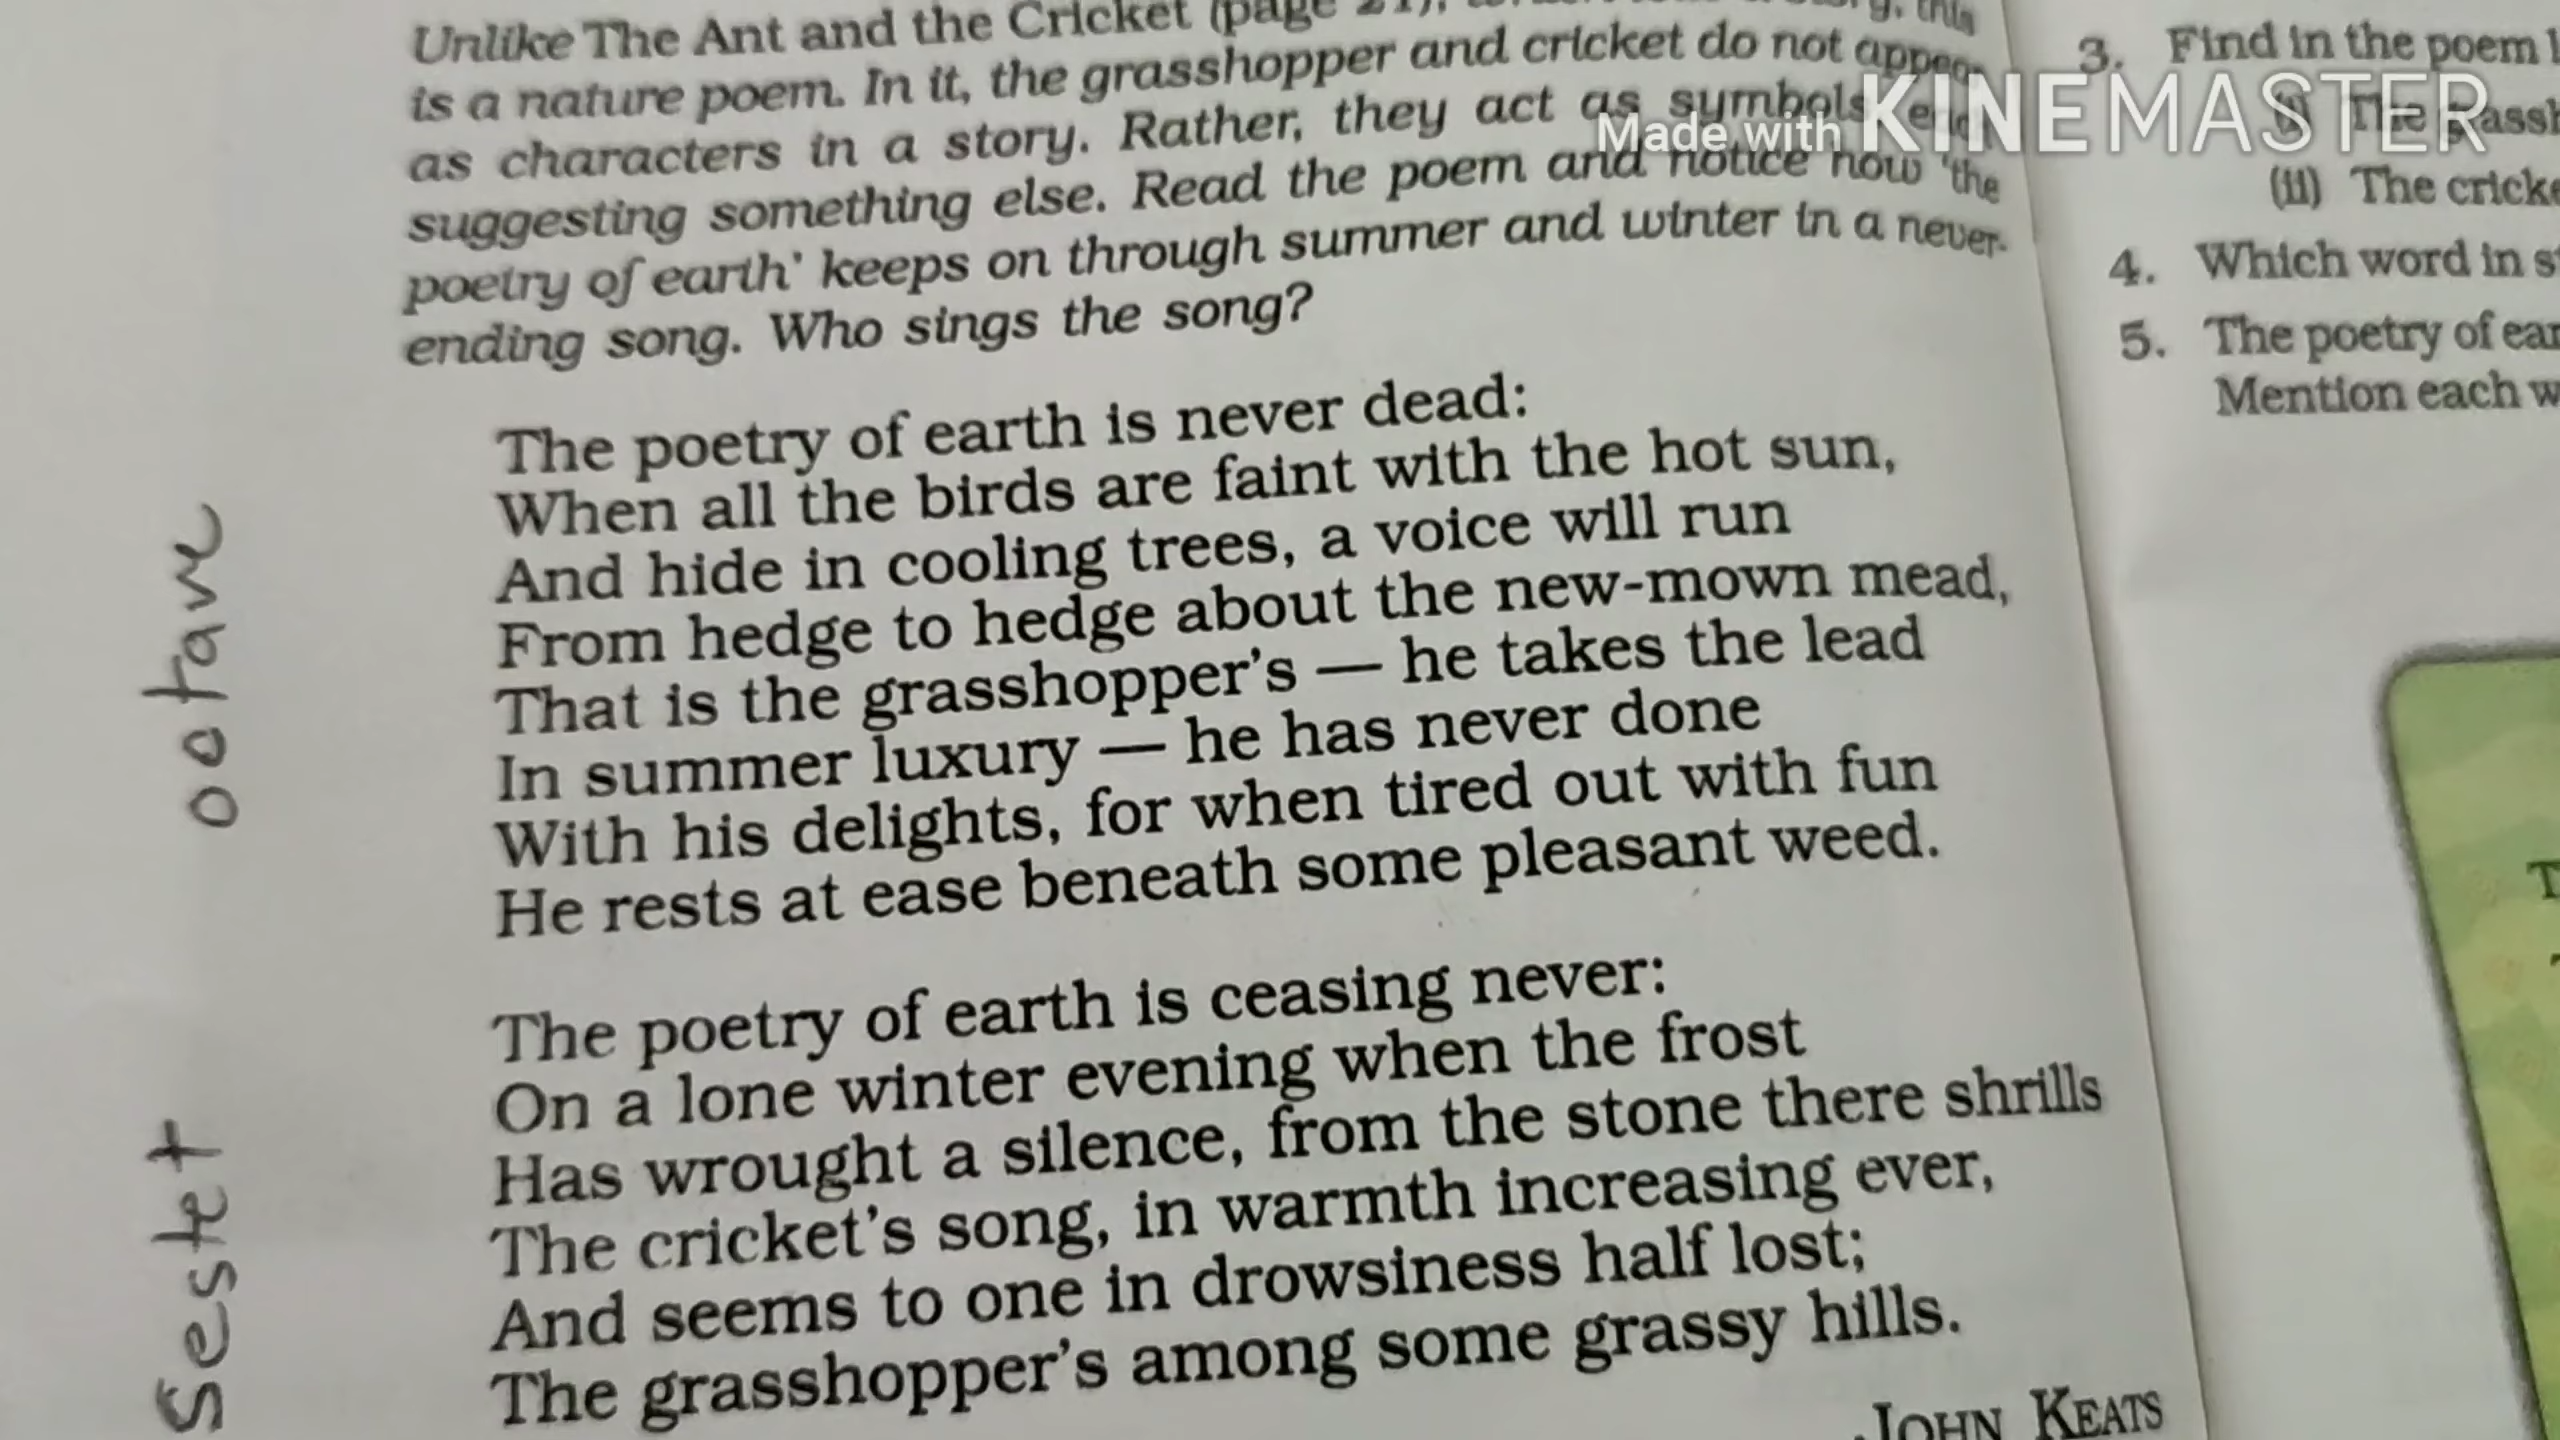 Unlike The Ant and the Cricket (page 21), this
is a nature poem. In it, the grasshopper and cricket do not appear
as characters in a story. Rather, they act as symbols, each
suggesting something else. Read the poem and notice how 'the
poetry of earth' keeps on through summer and winter in a never-
ending song. Who sings the song?
The poetry of earth is never dead:
When all the birds are faint with the hot sun,
And hide in cooling trees, a voice will run
From hedge to hedge about the new-mown mead,
That is the grasshopper's — he takes the lead
In summer luxury — he has never done
With his delights, for when tired out with fun
He rests at ease beneath some pleasant weed.
The poetry of earth is ceasing never:
On a lone winter evening when the frost
Has wrought a silence, from the stone there shrills
The cricket's song, in warmth increasing ever,
And seems to one in drowsiness half lost;
The grasshopper's among some grassy hills.
JOHN KEATS
ootave
Sestet
3. Find in the poem
(i) The
(ii) The
4. Which word in
5. The poetry of
Mention each
Made with KINEMASTER